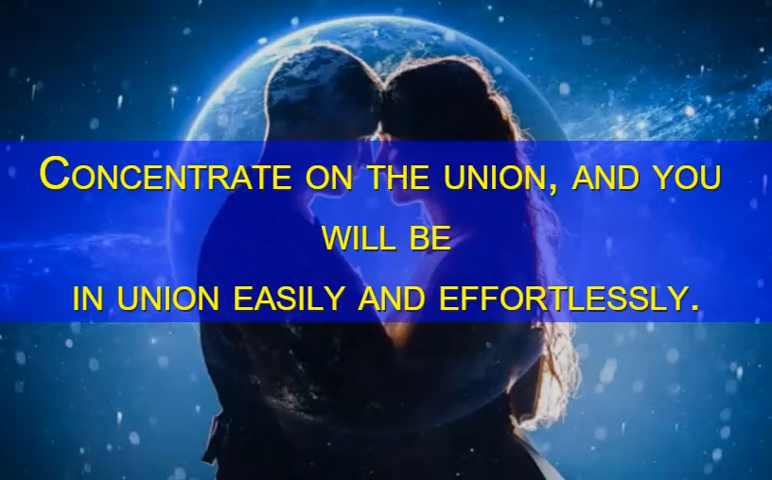 Concentrate on the union, and you
will be
in union easily and effortlessly.